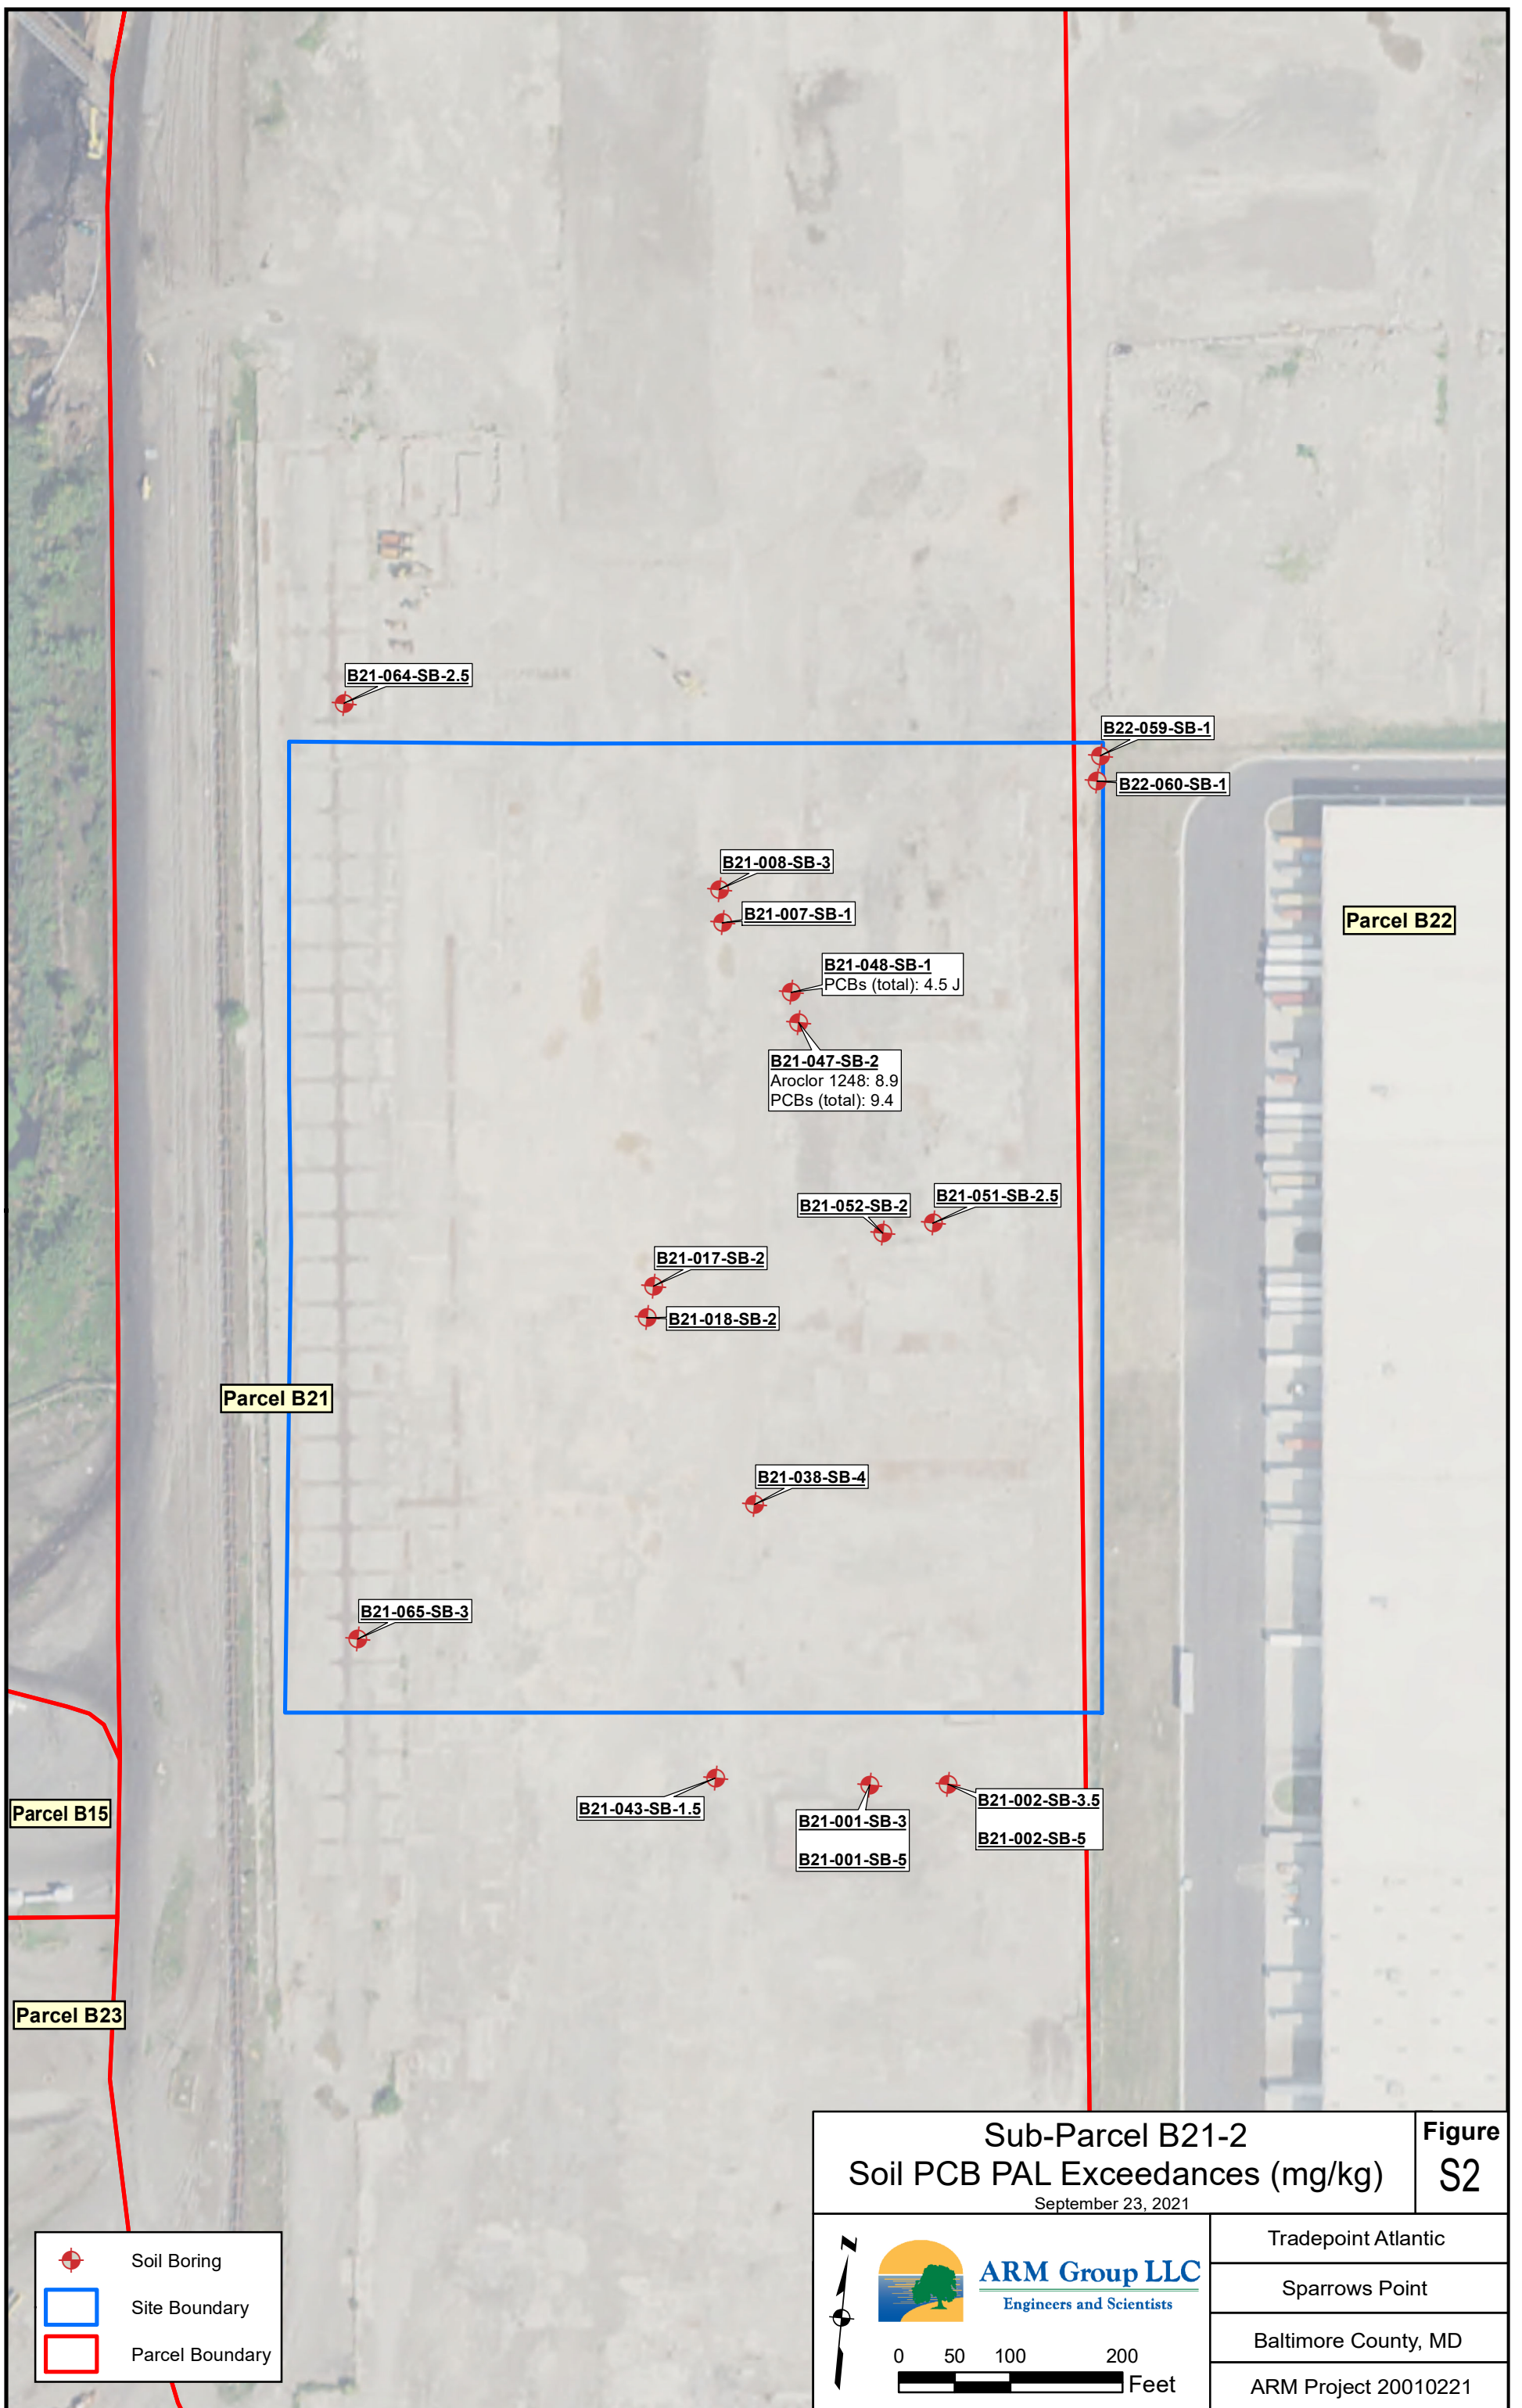 B21-064-SB-2.5
B22-059-SB-1
B22-060-SB-1
B21-008-SB-3
B21-007-SB-1
Parcel B22
B21-048-SB-1
PCBs (total): 4.5 J
B21-047-SB-2
Aroclor 1248: 8.9
PCBs (total): 9.4
B21-051-SB-2.5
B21-052-SB-2
B21-017-SB-2
B21-018-SB-2
Parcel B21
B21-038-SB-4
B21-065-SB-3
B21-043-SB-1.5
B21-001-SB-3
B21-001-SB-5
B21-002-SB-3.5
B21-002-SB-5
Parcel B15
Parcel B23
Sub-Parcel B21-2
Soil PCB PAL Exceedances (mg/kg)
September 23, 2021
Figure
S2
Soil Boring
Site Boundary
Parcel Boundary
N
ARM Group LLC
Engineers and Scientists
0 50 100 200
Feet
Tradepoint Atlantic
Sparrows Point
Baltimore County, MD
ARM Project 20010221